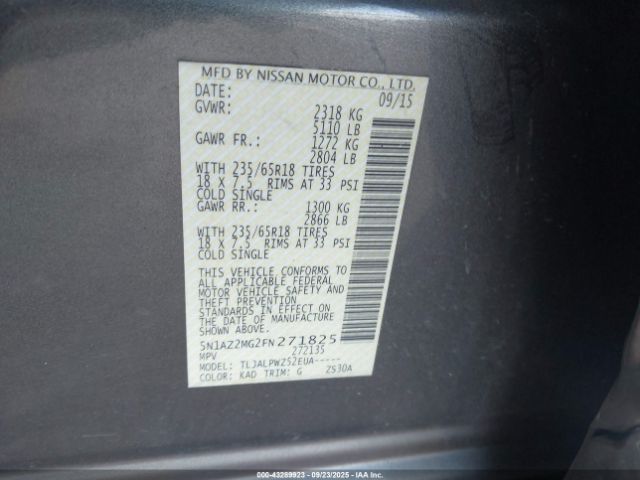 MFD BY NISSAN MOTOR CO., LTD.
DATE: 09/15
GVWR: 2318 KG
5110 LB
GAWR FR.: 1272 KG
2804 LB
WITH 235/65R18 TIRES
18 X 7.5 RIMS AT 33 PSI
COLD SINGLE
GAWR RR.: 1300 KG
2866 LB
WITH 235/65R18 TIRES
18 X 7.5 RIMS AT 33 PSI
COLD SINGLE
THIS VEHICLE CONFORMS TO
ALL APPLICABLE FEDERAL
MOTOR VEHICLE SAFETY AND
THEFT PREVENTION
STANDARDS IN EFFECT ON
THE DATE OF MANUFACTURE
SHOWN ABOVE.
5N1AZ2MG2FN271825
MPV 272135
MODEL: TLJALPWZ52EUA-----
COLOR: KAD TRIM: G ZS30A
000-43289923 - 09/23/2025 - IAA Inc.